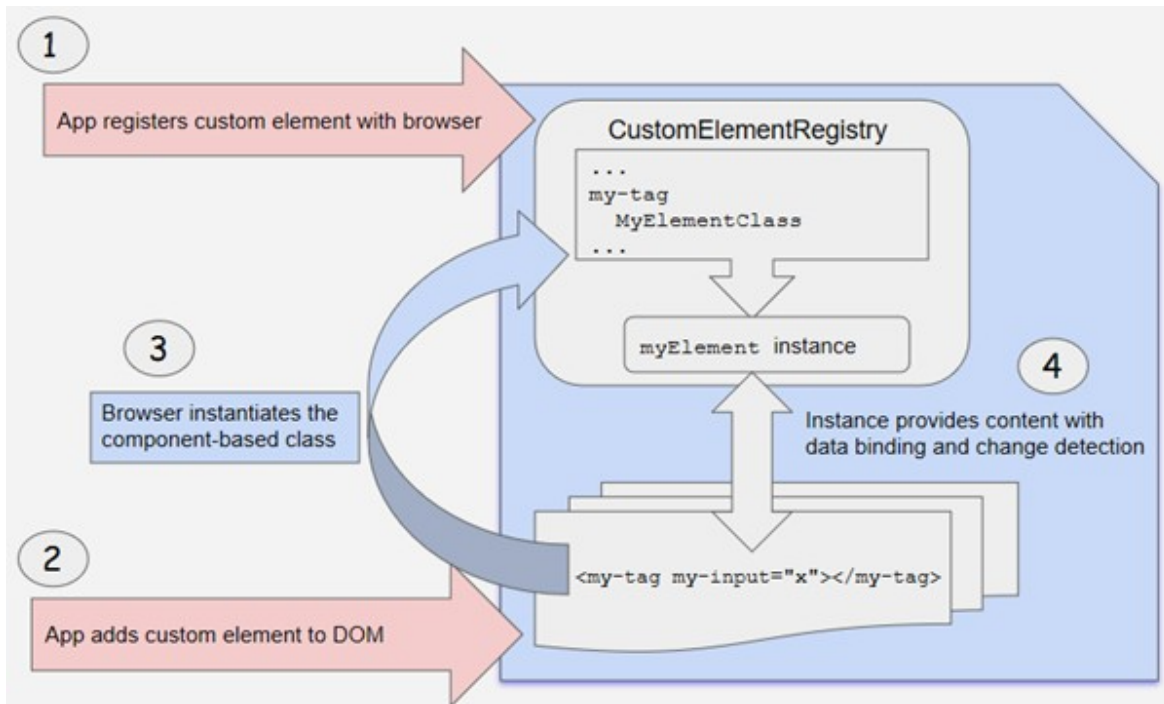 1
App registers custom element with browser
CustomElementRegistry
...
my-tag
MyElementClass
...
myElement instance
3
Browser instantiates the
component-based class
4
Instance provides content with
data binding and change detection
2
App adds custom element to DOM
<my-tag my-input="x"></my-tag>